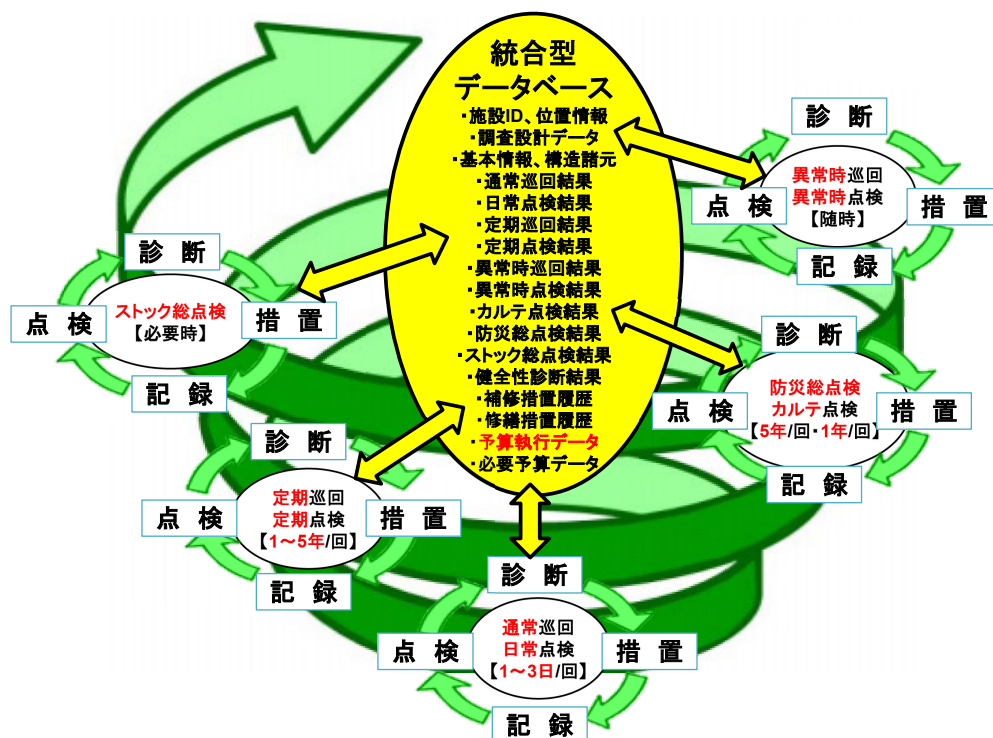 統合型
データベース
・施設ID、位置情報
・調査設計データ
・基本情報、構造諸元
・通常巡回結果
・日常点検結果
・定期巡回結果
・定期点検結果
・異常時巡回結果
・異常時点検結果
・カルテ点検結果
・防災総点検結果
・ストック総点検結果
・健全性診断結果
・補修措置履歴
・修繕措置履歴
・予算執行データ
・必要予算データ
診 断
異常時巡回
異常時点検
【随時】
点 検
措 置
記 録
診 断
ストック総点検
【必要時】
点 検
措 置
記 録
診 断
防災総点検
カルテ点検
【5年/回・1年/回】
点 検
措 置
記 録
診 断
定期巡回
定期点検
【1～5年/回】
点 検
措 置
記 録
診 断
通常巡回
日常点検
【1～3日/回】
点 検
措 置
記 録